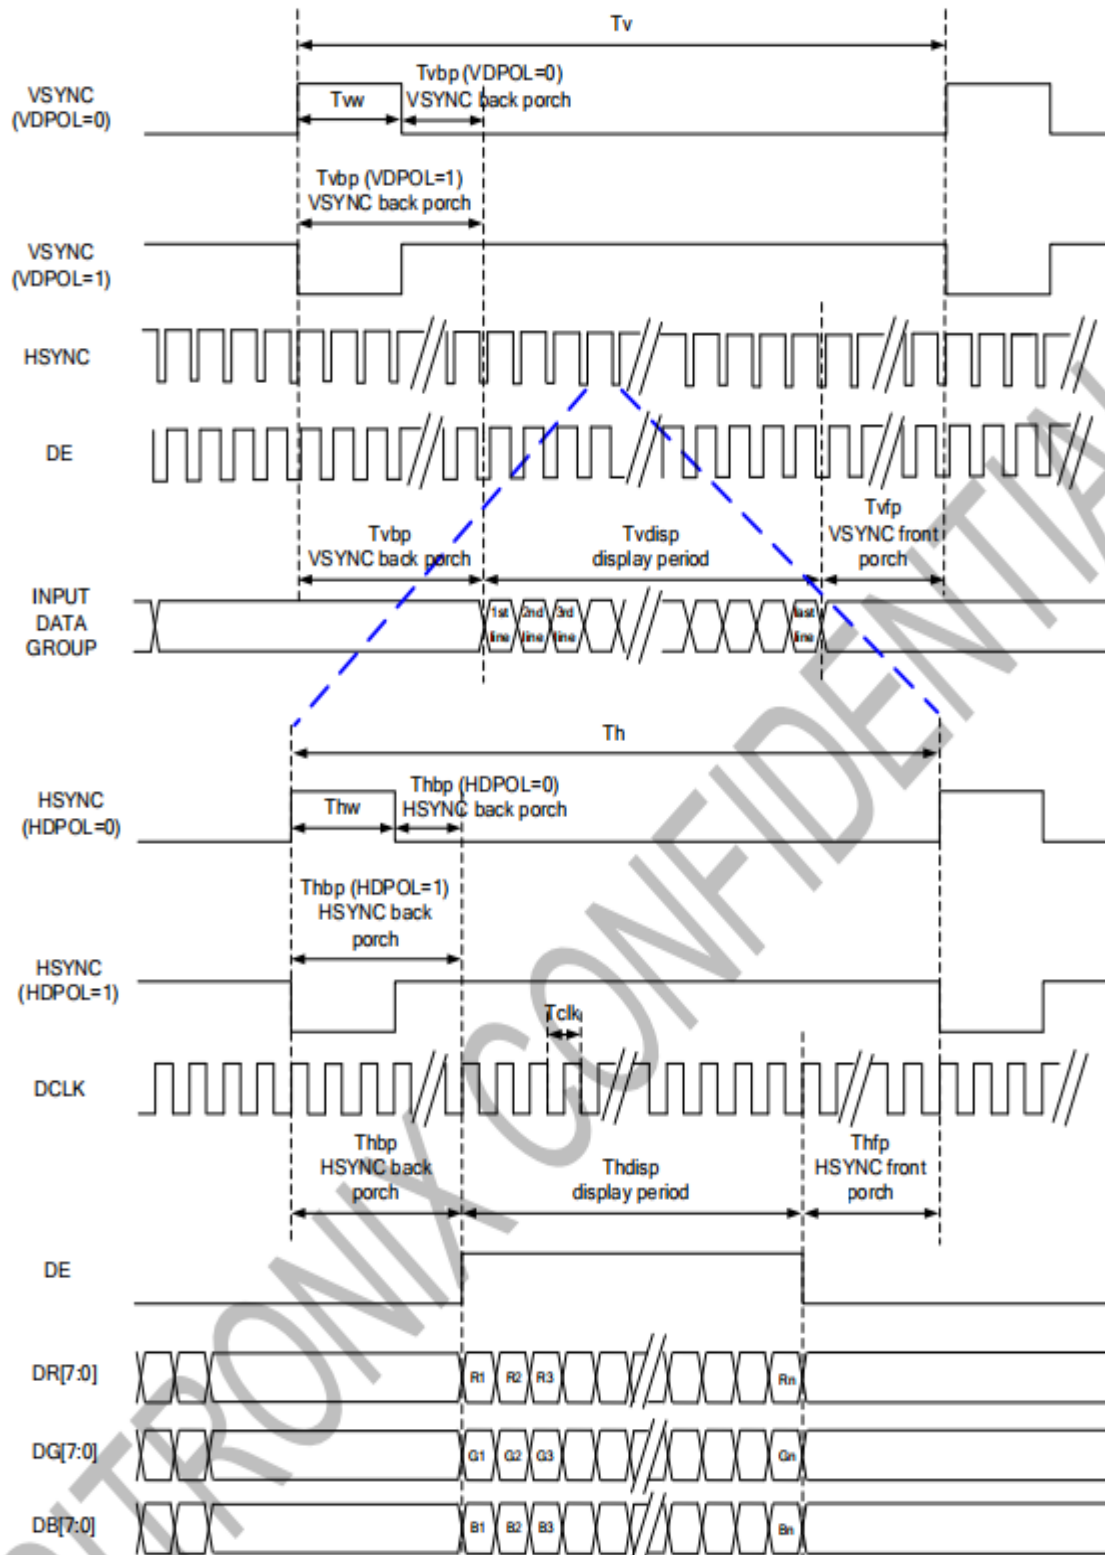 Tv
VSYNC
(VDPOL=0)
Tvw
Tvbp (VDPOL=0)
VSYNC back porch
Tvbp (VDPOL=1)
VSYNC back porch
VSYNC
(VDPOL=1)
HSYNC
DE
Tvbp
VSYNC back porch
Tvdisp
display period
Tvfp
VSYNC front
porch
INPUT
DATA
GROUP
1st
line
2nd
line
3rd
line
last
line
Th
HSYNC
(HDPOL=0)
Thw
Thbp (HDPOL=0)
HSYNC back porch
Thbp (HDPOL=1)
HSYNC back
porch
HSYNC
(HDPOL=1)
Tclk
DCLK
Thbp
HSYNC back
porch
Thdisp
display period
Thfp
HSYNC front
porch
DE
DR[7:0]
R1 R2 R3 Rn
DG[7:0]
G1 G2 G3 Gn
DB[7:0]
B1 B2 B3 Bn
ITRONIX CONFIDENTIAL